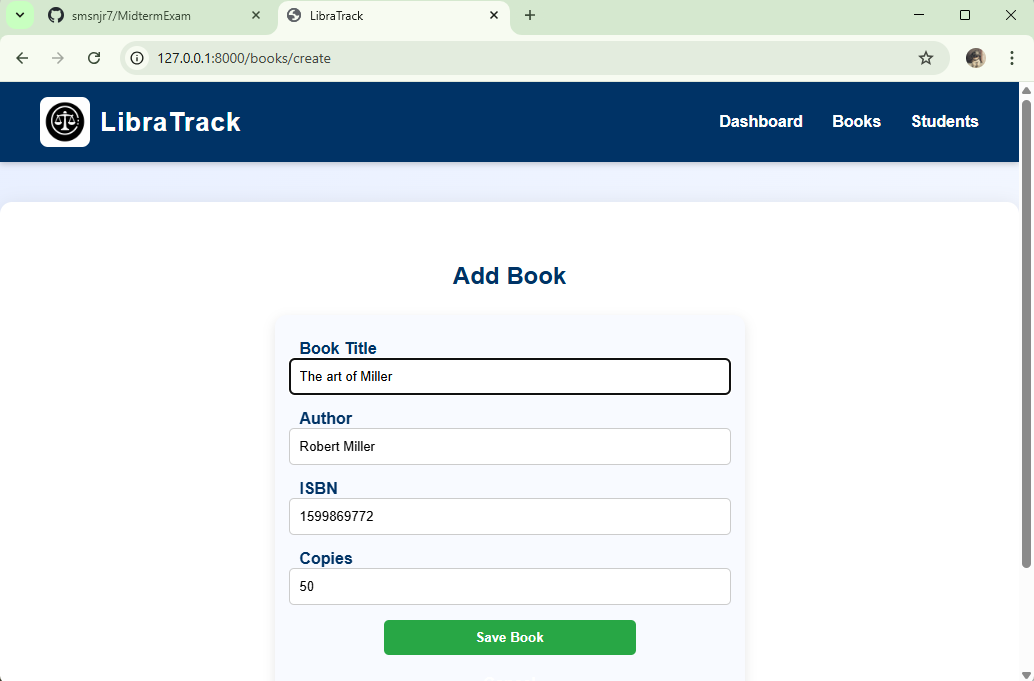 smsnjr7/MidtermExam
LibraTrack
127.0.0.1:8000/books/create
LibraTrack
Dashboard
Books
Students
Add Book
Book Title
The art of Miller
Author
Robert Miller
ISBN
1599869772
Copies
50
Save Book